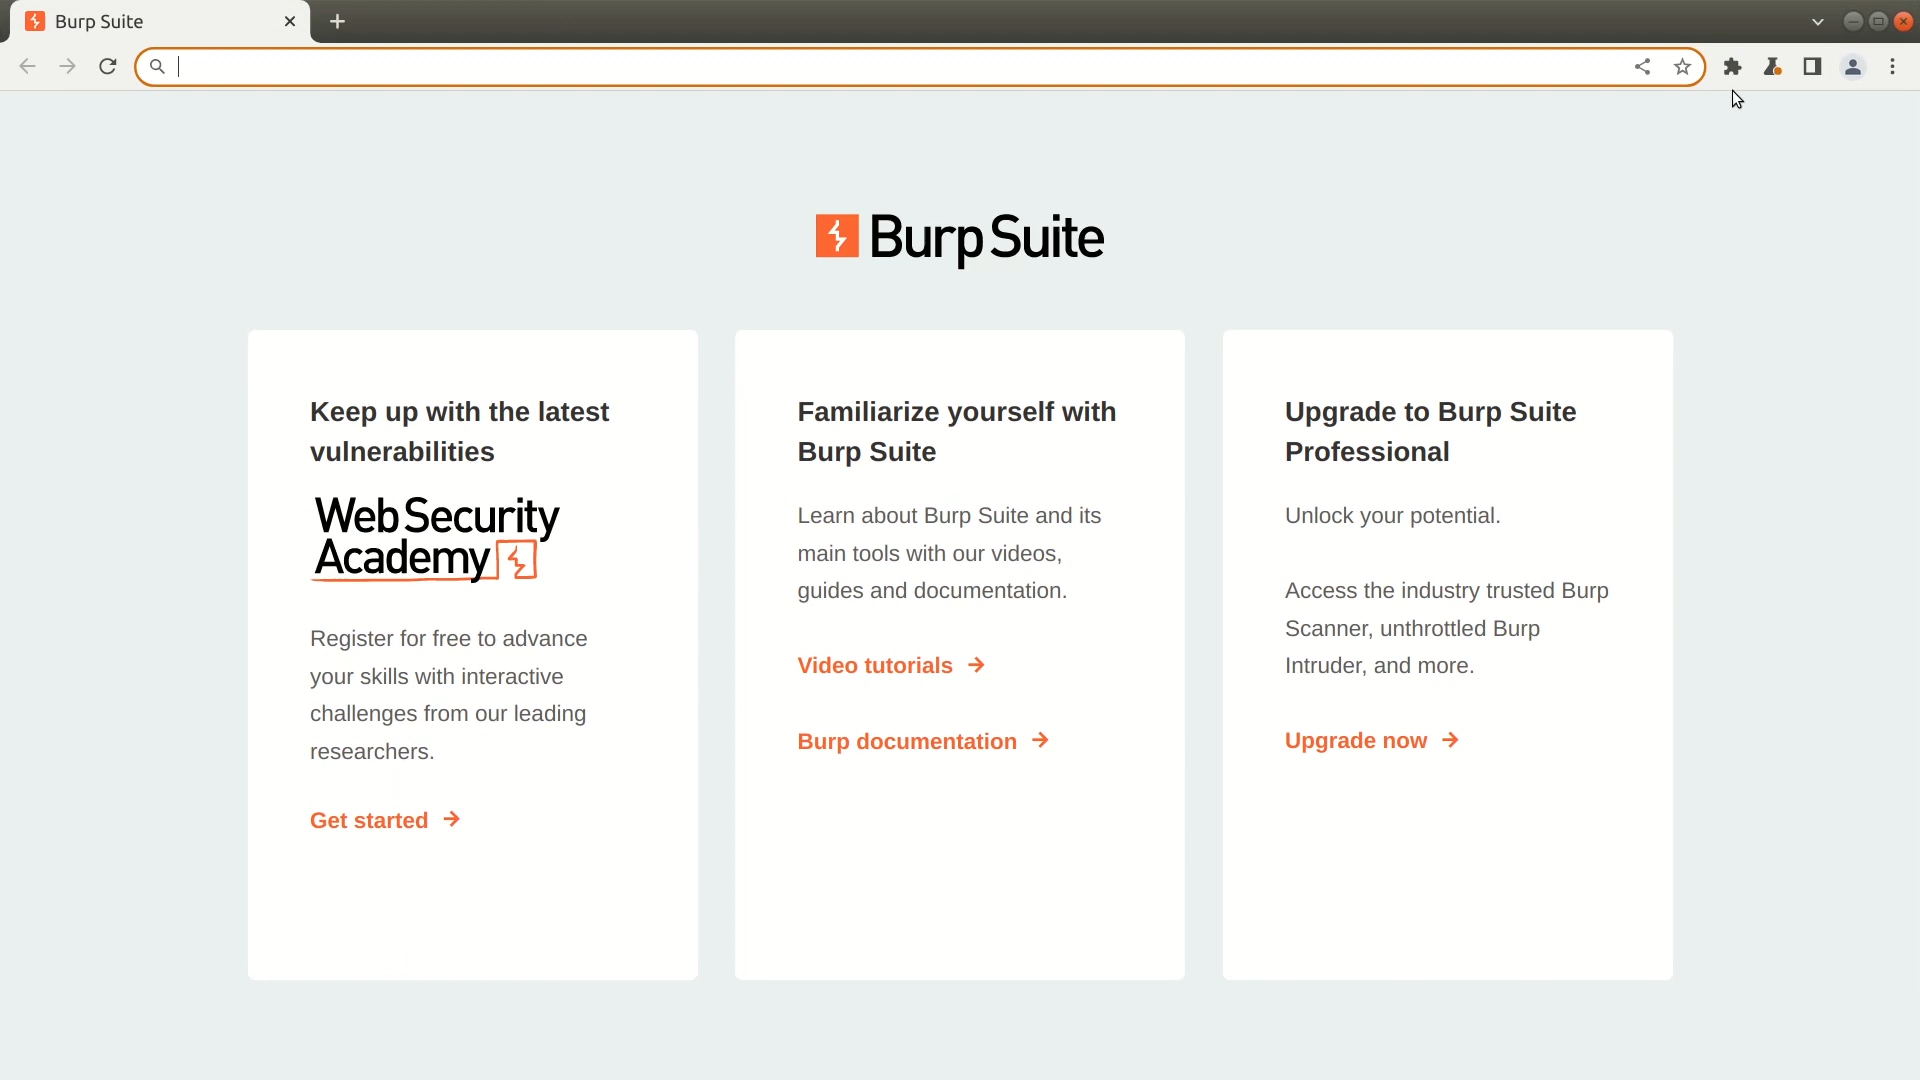 Burp Suite
Burp Suite
Keep up with the latest
vulnerabilities
Web Security
Academy
Register for free to advance
your skills with interactive
challenges from our leading
researchers.
Get started
Familiarize yourself with
Burp Suite
Learn about Burp Suite and its
main tools with our videos,
guides and documentation.
Video tutorials
Burp documentation
Upgrade to Burp Suite
Professional
Unlock your potential.
Access the industry trusted Burp
Scanner, unthrottled Burp
Intruder, and more.
Upgrade now